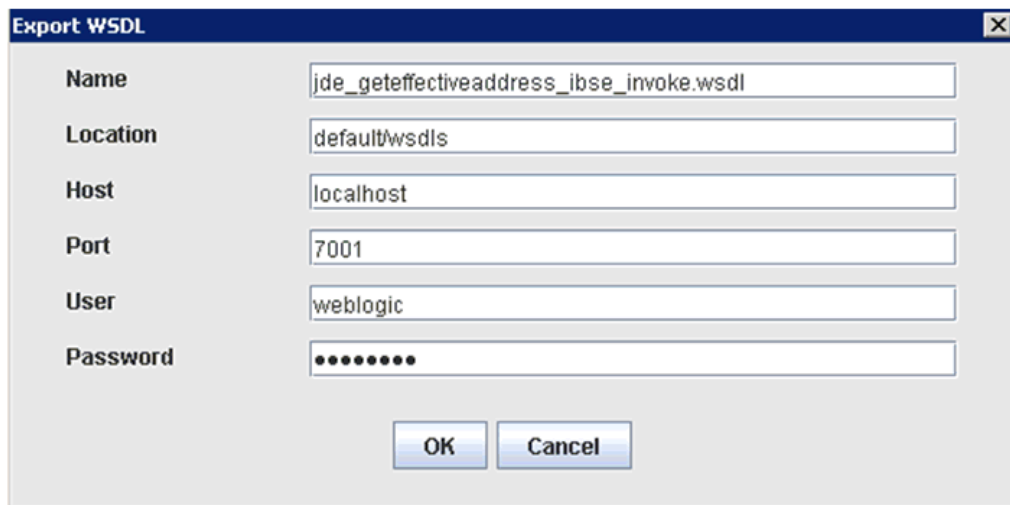 Export WSDL
Name jde_geteffectiveaddress_ibse_invoke.wsdl
Location default/wsdls
Host localhost
Port 7001
User weblogic
Password ••••••••
OK Cancel